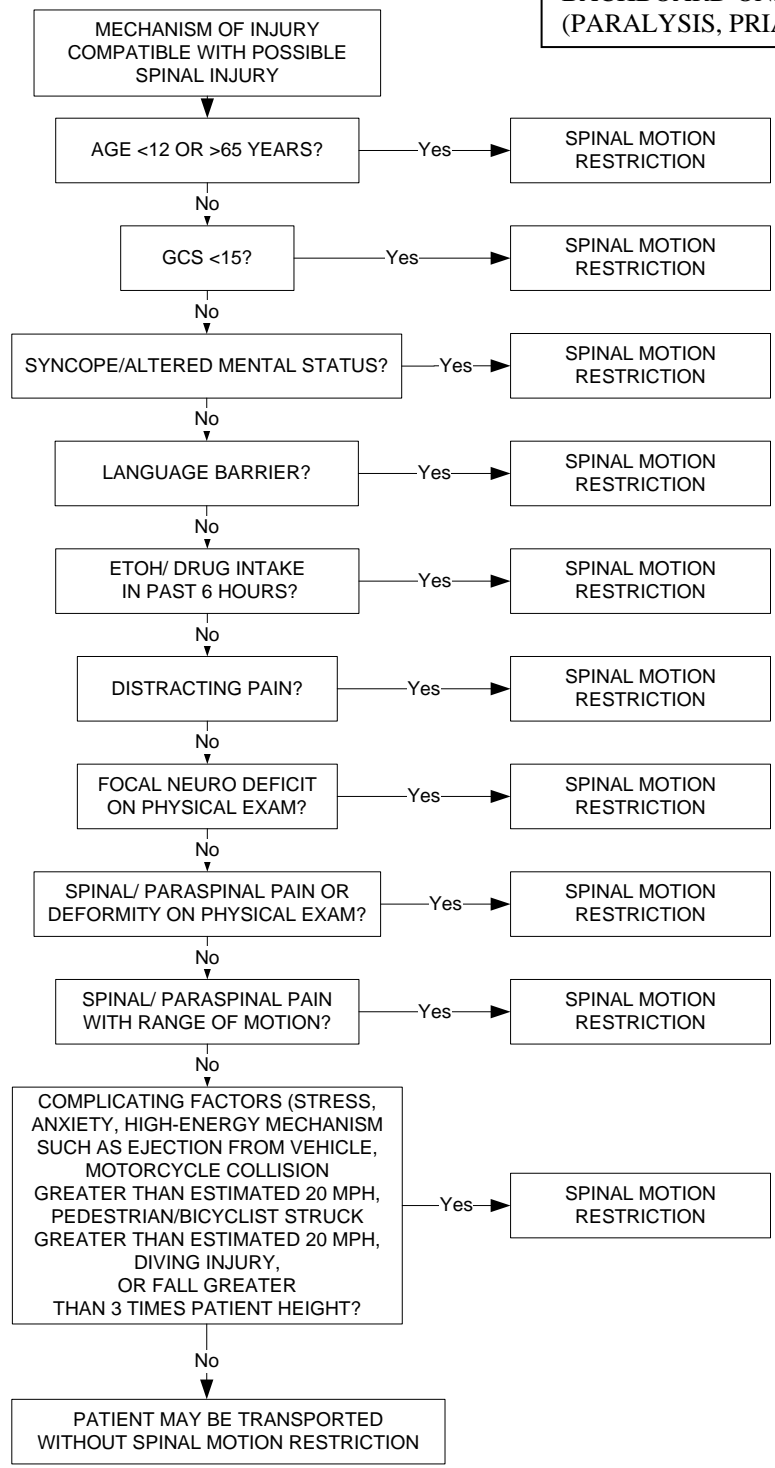 (PARALYSIS,
MECHANISM OF INJURY
COMPATIBLE WITH POSSIBLE
SPINAL INJURY
AGE <12 OR >65 YEARS?
Yes
SPINAL MOTION
RESTRICTION
No
GCS <15?
Yes
SPINAL MOTION
RESTRICTION
No
SYNCOPE/ALTERED MENTAL STATUS?
Yes
SPINAL MOTION
RESTRICTION
No
LANGUAGE BARRIER?
Yes
SPINAL MOTION
RESTRICTION
No
ETOH/ DRUG INTAKE
IN PAST 6 HOURS?
Yes
SPINAL MOTION
RESTRICTION
No
DISTRACTING PAIN?
Yes
SPINAL MOTION
RESTRICTION
No
FOCAL NEURO DEFICIT
ON PHYSICAL EXAM?
Yes
SPINAL MOTION
RESTRICTION
No
SPINAL/ PARASPINAL PAIN OR
DEFORMITY ON PHYSICAL EXAM?
Yes
SPINAL MOTION
RESTRICTION
No
SPINAL/ PARASPINAL PAIN
WITH RANGE OF MOTION?
Yes
SPINAL MOTION
RESTRICTION
No
COMPLICATING FACTORS (STRESS,
ANXIETY, HIGH-ENERGY MECHANISM
SUCH AS EJECTION FROM VEHICLE,
MOTORCYCLE COLLISION
GREATER THAN ESTIMATED 20 MPH,
PEDESTRIAN/BICYCLIST STRUCK
GREATER THAN ESTIMATED 20 MPH,
DIVING INJURY,
OR FALL GREATER
THAN 3 TIMES PATIENT HEIGHT?
Yes
SPINAL MOTION
RESTRICTION
No
PATIENT MAY BE TRANSPORTED
WITHOUT SPINAL MOTION RESTRICTION